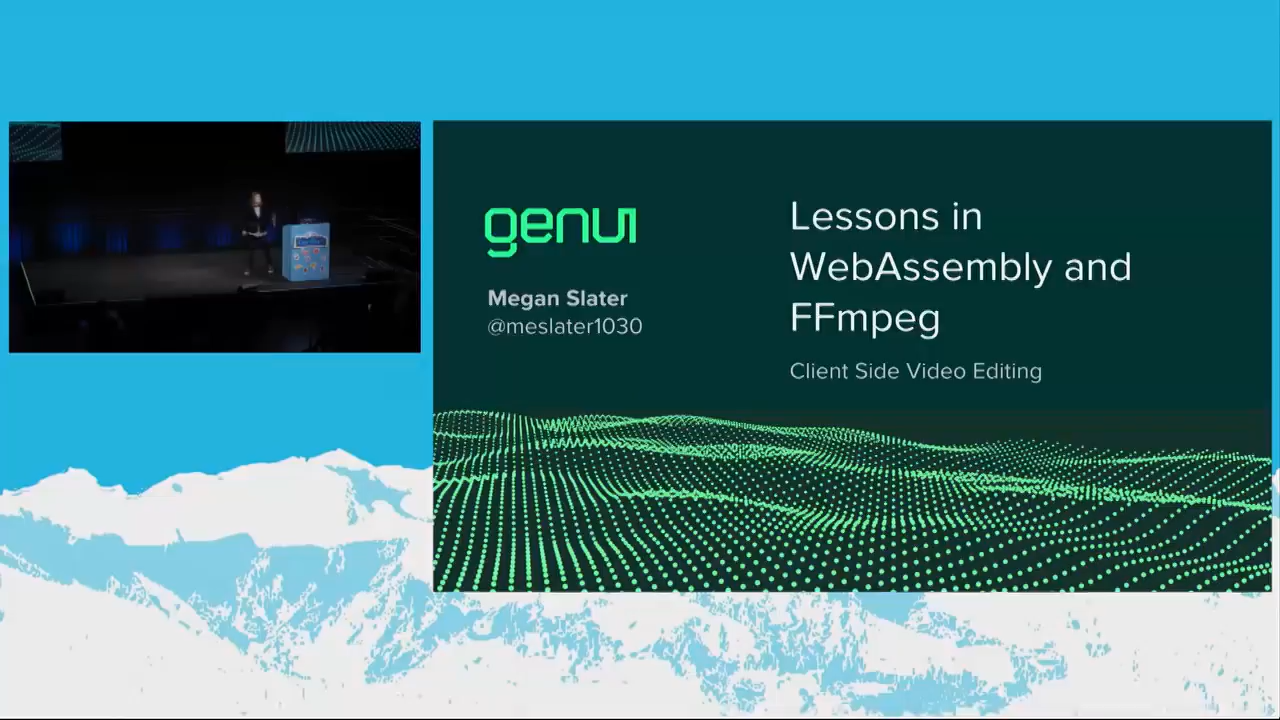 genui
Megan Slater
@meslater1030
Lessons in
WebAssembly and
FFmpeg
Client Side Video Editing